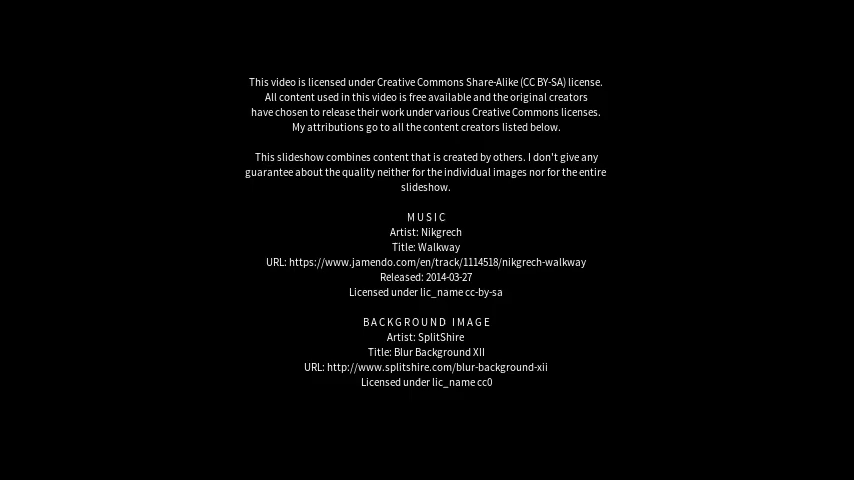 This video is licensed under Creative Commons Share-Alike (CC BY-SA) license.
All content used in this video is free available and the original creators
have chosen to release their work under various Creative Commons licenses.
My attributions go to all the content creators listed below.
This slideshow combines content that is created by others. I don't give any
guarantee about the quality neither for the individual images nor for the entire
slideshow.
MUSIC
Artist: Nikgrech
Title: Walkway
URL: https://www.jamendo.com/en/track/1114518/nikgrech-walkway
Released: 2014-03-27
Licensed under lic_name cc-by-sa
BACKGROUND IMAGE
Artist: SplitShire
Title: Blur Background XII
URL: http://www.splitshire.com/blur-background-xii
Licensed under lic_name cc0